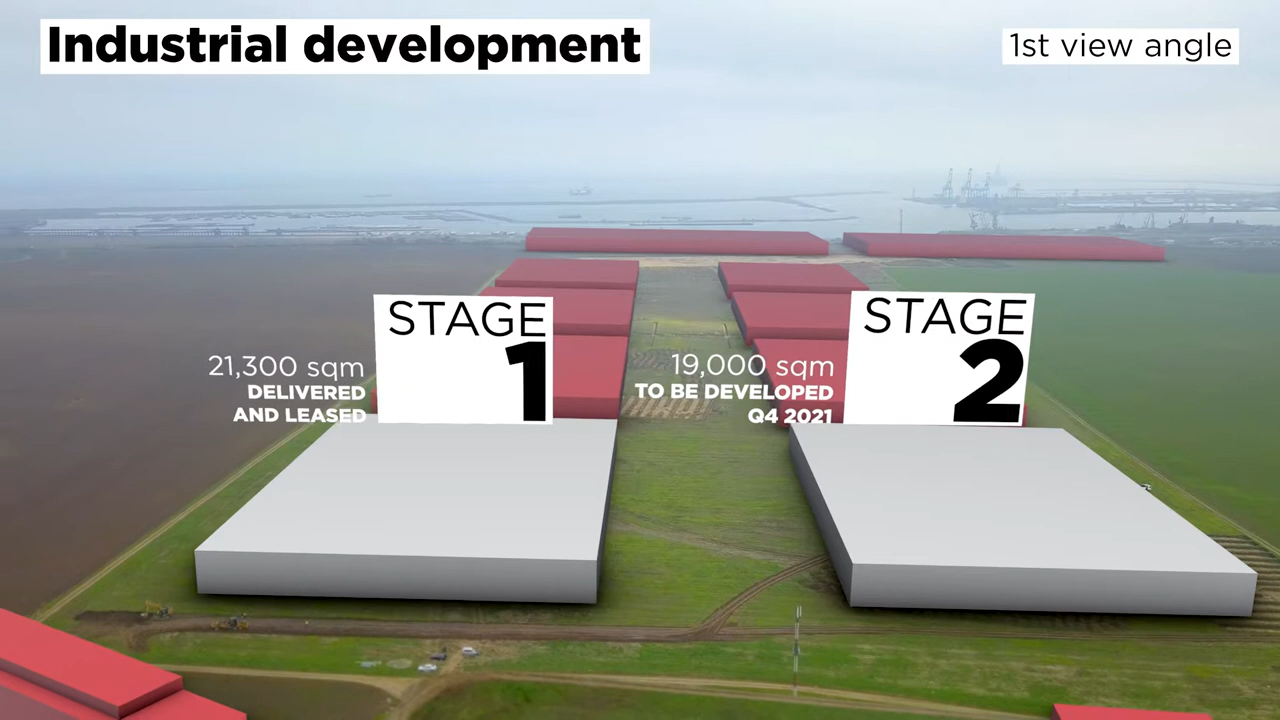 Industrial development
1st view angle
STAGE
1
21,300 sqm
DELIVERED
AND LEASED
STAGE
2
19,000 sqm
TO BE DEVELOPED
Q4 2021